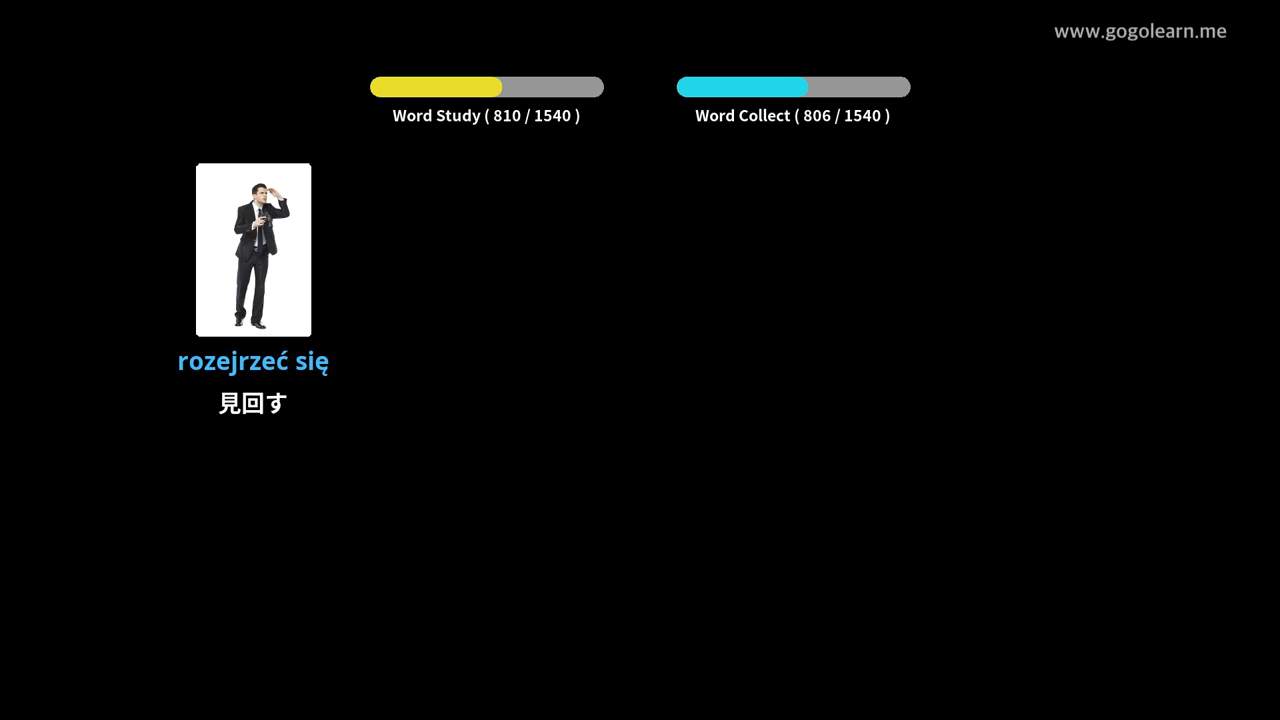 www.gogolearn.me
Word Study ( 810 / 1540 )
Word Collect ( 806 / 1540 )
rozejrzeć się
見回す